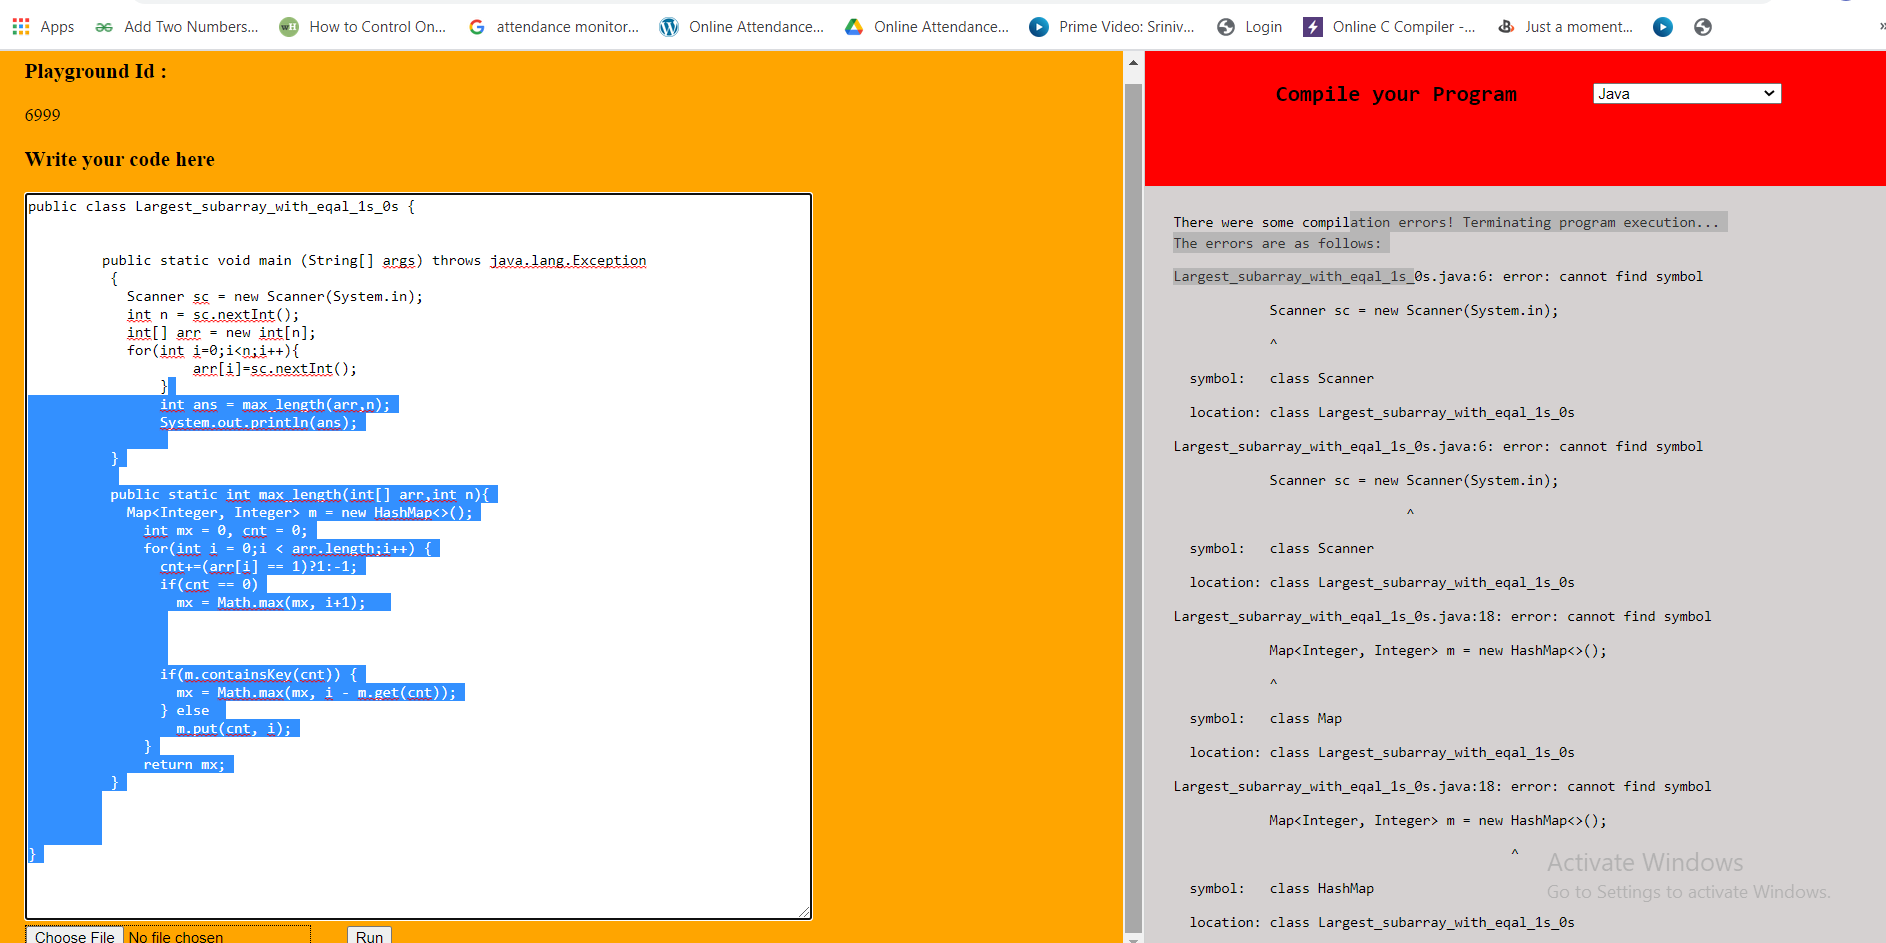 Apps Add Two Numbers... How to Control On... attendance monitor... Online Attendance... Online Attendance... Prime Video: Sriniv... Login Online C Compiler -... Just a moment... »
Playground Id :
6999
Write your code here
public class Largest_subarray_with_eqal_1s_0s {
public static void main (String[] args) throws java.lang.Exception
{
Scanner sc = new Scanner(System.in);
int n = sc.nextInt();
int[] arr = new int[n];
for(int i=0;i<n;i++){
arr[i]=sc.nextInt();
}
int ans = max_length(arr,n);
System.out.println(ans);
}
public static int max_length(int[] arr,int n){
Map<Integer, Integer> m = new HashMap<>();
int mx = 0, cnt = 0;
for(int i = 0;i < arr.length;i++) {
cnt+=(arr[i] == 1)?1:-1;
if(cnt == 0)
mx = Math.max(mx, i+1);
if(m.containsKey(cnt)) {
mx = Math.max(mx, i - m.get(cnt));
} else
m.put(cnt, i);
}
return mx;
}
}
Choose File No file chosen Run
Compile your Program Java
There were some compilation errors! Terminating program execution...
The errors are as follows:
Largest_subarray_with_eqal_1s_0s.java:6: error: cannot find symbol
Scanner sc = new Scanner(System.in);
^
symbol: class Scanner
location: class Largest_subarray_with_eqal_1s_0s
Largest_subarray_with_eqal_1s_0s.java:6: error: cannot find symbol
Scanner sc = new Scanner(System.in);
^
symbol: class Scanner
location: class Largest_subarray_with_eqal_1s_0s
Largest_subarray_with_eqal_1s_0s.java:18: error: cannot find symbol
Map<Integer, Integer> m = new HashMap<>();
^
symbol: class Map
location: class Largest_subarray_with_eqal_1s_0s
Largest_subarray_with_eqal_1s_0s.java:18: error: cannot find symbol
Map<Integer, Integer> m = new HashMap<>();
^
symbol: class HashMap
location: class Largest_subarray_with_eqal_1s_0s
Activate Windows
Go to Settings to activate Windows.